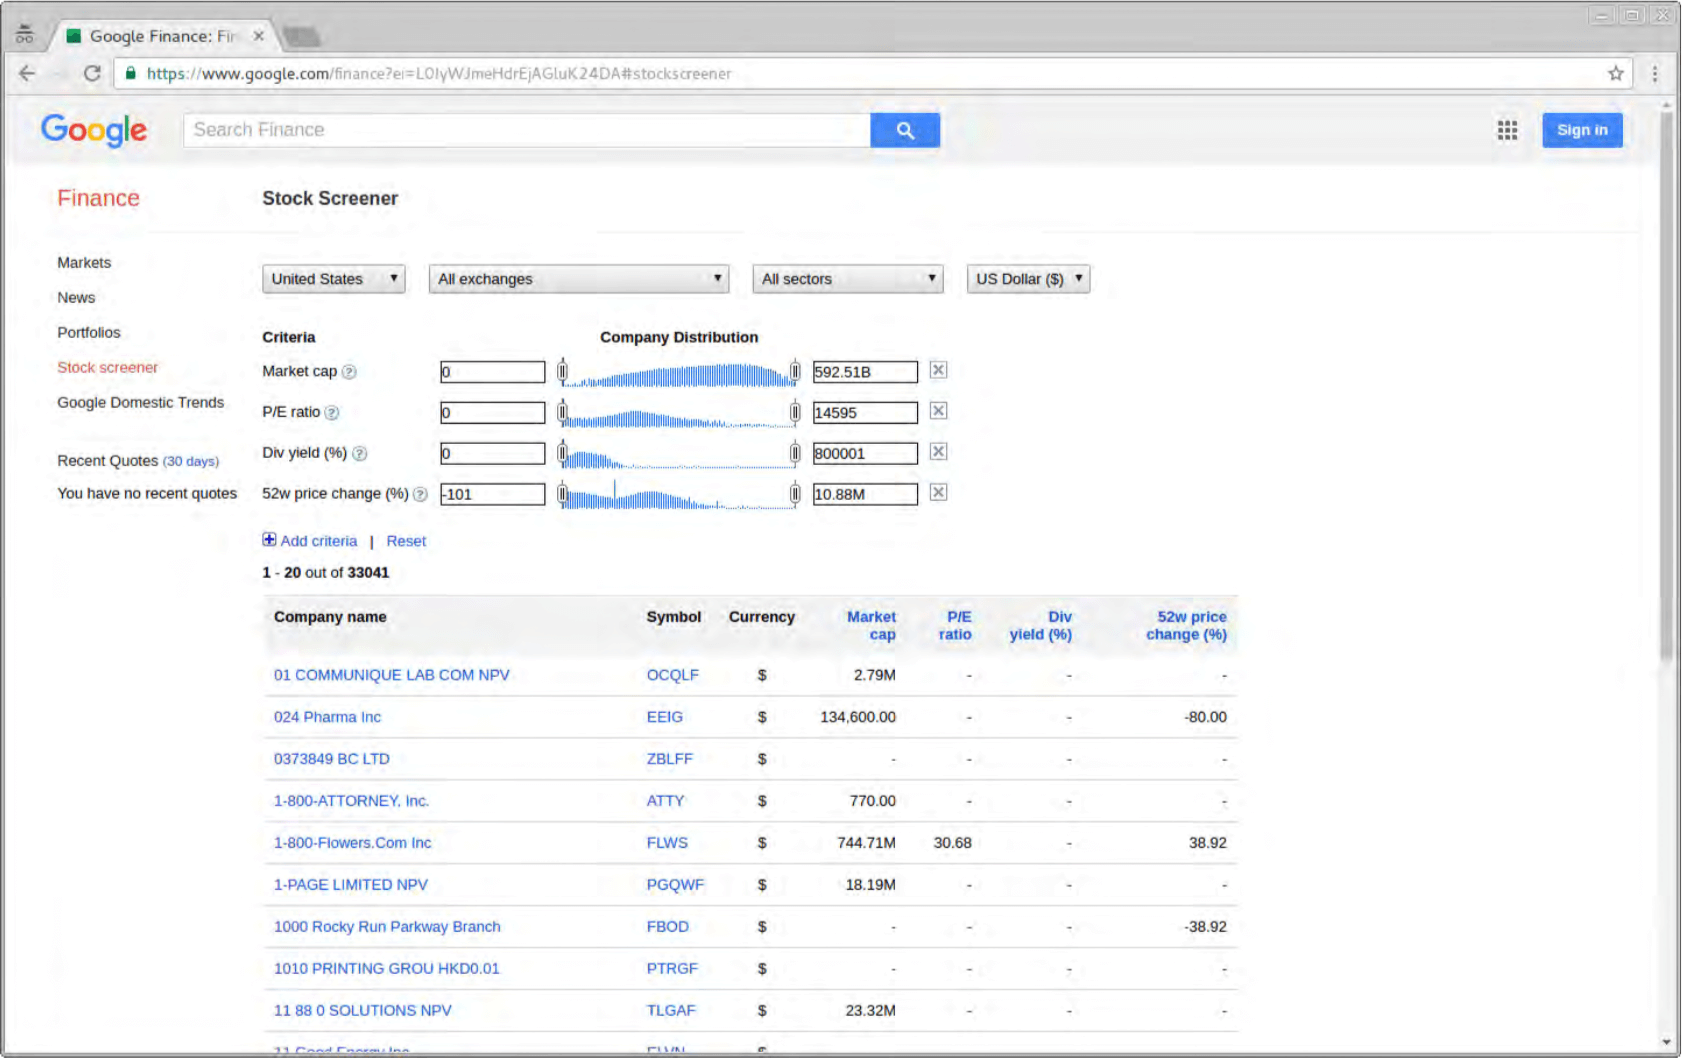 Google Finance: Fir
https://www.google.com/finance?ei=L0IyWJmeHdrEjAGluK24DA#stockscreener
Google
Search Finance
Sign in
Finance
Stock Screener
Markets
News
Portfolios
Stock screener
Google Domestic Trends
Recent Quotes (30 days)
You have no recent quotes
United States All exchanges All sectors US Dollar ($)
Criteria Company Distribution
Market cap ? 0 592.51B
P/E ratio ? 0 14595
Div yield (%) ? 0 800001
52w price change (%) ? -101 10.88M
Add criteria | Reset
1 - 20 out of 33041
Company name Symbol Currency Market cap P/E ratio Div yield (%) 52w price change (%)
01 COMMUNIQUE LAB COM NPV OCQLF $ 2.79M - - -
024 Pharma Inc EEIG $ 134,600.00 - - -80.00
0373849 BC LTD ZBLFF $ - - - -
1-800-ATTORNEY, Inc. ATTY $ 770.00 - - -
1-800-Flowers.Com Inc FLWS $ 744.71M 30.68 - 38.92
1-PAGE LIMITED NPV PGQWF $ 18.19M - - -
1000 Rocky Run Parkway Branch FBOD $ - - - -38.92
1010 PRINTING GROU HKD0.01 PTRGF $ - - - -
11 88 0 SOLUTIONS NPV TLGAF $ 23.32M - - -
11 Good Energy Inc